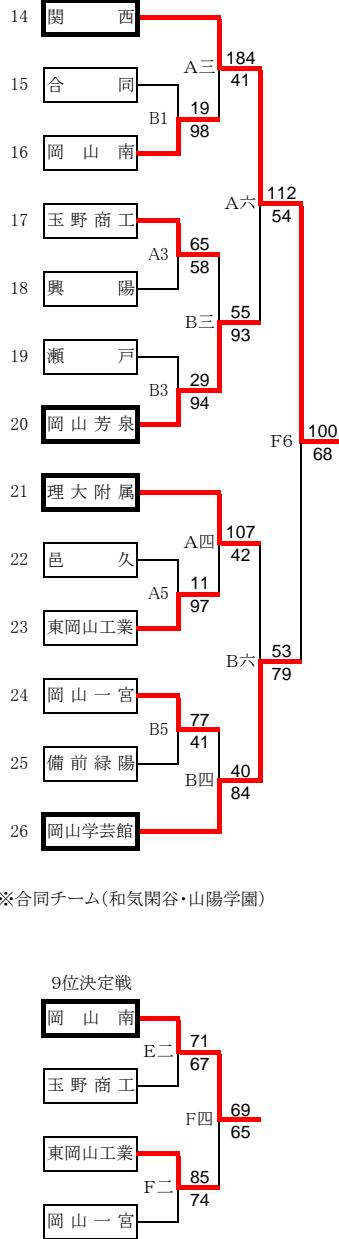 14 関西
184
A三
41
15 合同
19
B1
98
16 岡山南
112
A六
54
17 玉野商工
65
A3
58
18 興陽
55
B三
93
19 瀬戸
29
B3
94
20 岡山芳泉
100
F6
68
21 理大附属
107
A四
42
22 邑久
11
A5
97
23 東岡山工業
53
B六
79
24 岡山一宮
77
B5
41
25 備前緑陽
40
B四
84
26 岡山学芸館
※合同チーム(和気閑谷・山陽学園)
9位決定戦
岡山南
71
E二
67
玉野商工
69
F四
65
東岡山工業
85
F二
74
岡山一宮